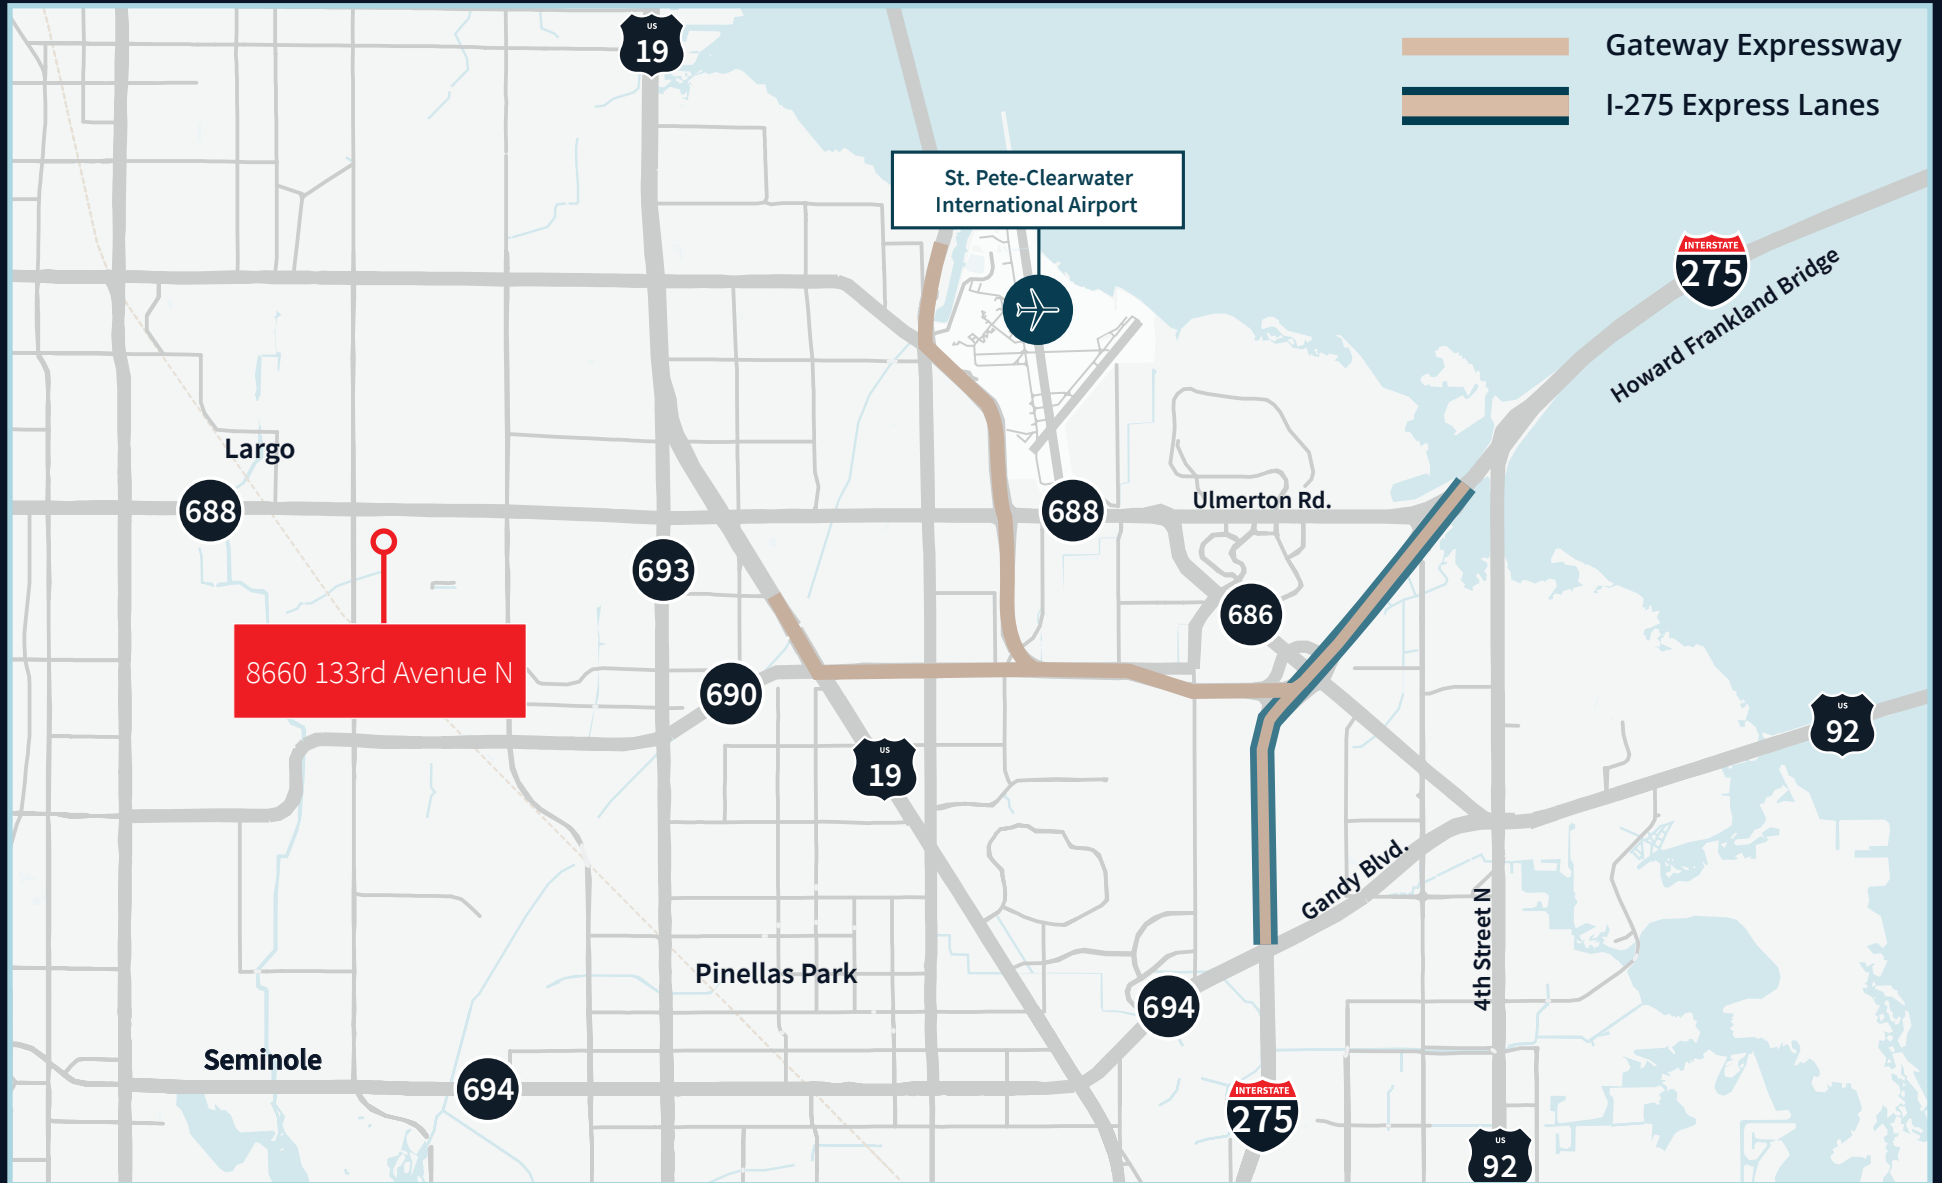 US
19
Gateway Expressway
I-275 Express Lanes
St. Pete-Clearwater
International Airport
INTERSTATE
275
Howard Frankland Bridge
Largo
688
688
Ulmerton Rd.
693
686
8660 133rd Avenue N
690
US
92
US
19
Gandy Blvd.
4th Street N
Pinellas Park
694
Seminole
694
INTERSTATE
275
US
92